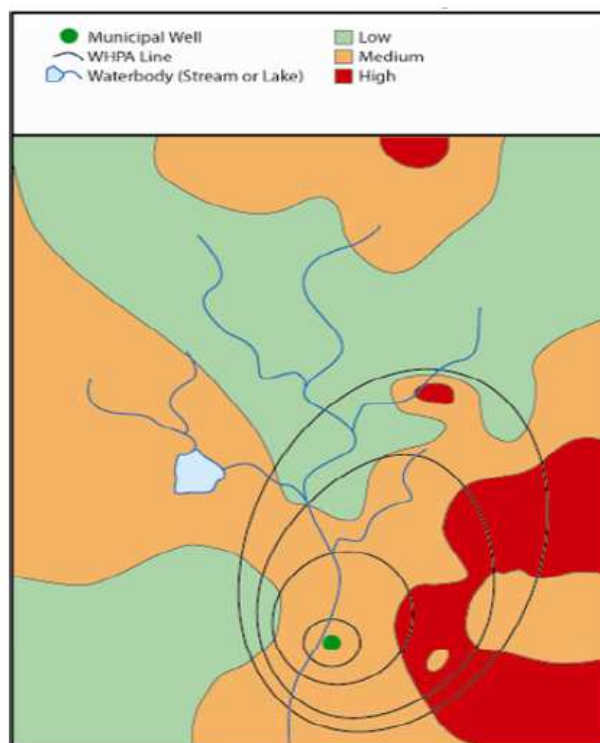 Municipal Well
WHPA Line
Waterbody (Stream or Lake)
Low
Medium
High